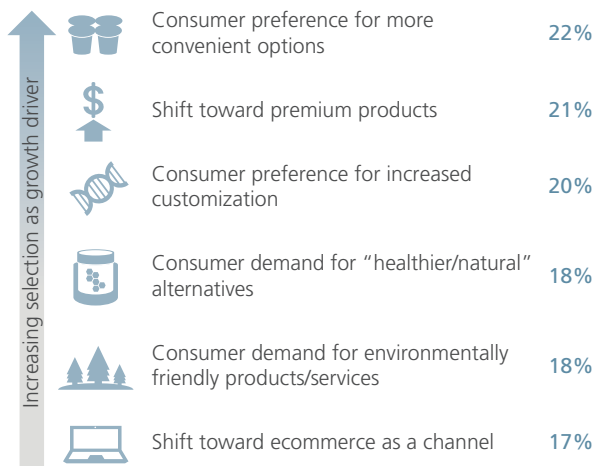 Consumer preference for more
convenient options
22%
Shift toward premium products
21%
Consumer preference for increased
customization
20%
Consumer demand for “healthier/natural”
alternatives
18%
Consumer demand for environmentally
friendly products/services
18%
Shift toward ecommerce as a channel
17%
Increasing selection as growth driver
$